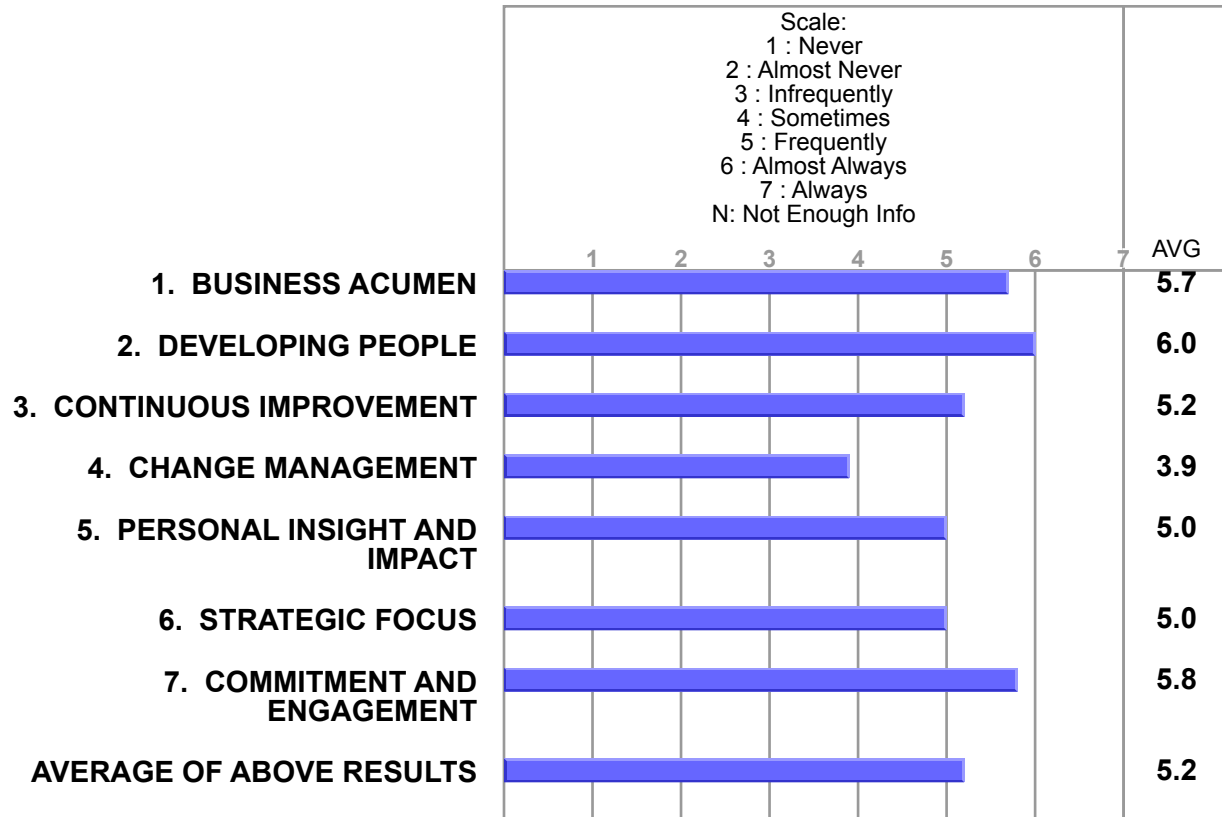 Scale:
1 : Never
2 : Almost Never
3 : Infrequently
4 : Sometimes
5 : Frequently
6 : Almost Always
7 : Always
N: Not Enough Info
1 2 3 4 5 6 7 AVG
1. BUSINESS ACUMEN 5.7
2. DEVELOPING PEOPLE 6.0
3. CONTINUOUS IMPROVEMENT 5.2
4. CHANGE MANAGEMENT 3.9
5. PERSONAL INSIGHT AND 5.0
IMPACT
6. STRATEGIC FOCUS 5.0
7. COMMITMENT AND 5.8
ENGAGEMENT
AVERAGE OF ABOVE RESULTS 5.2